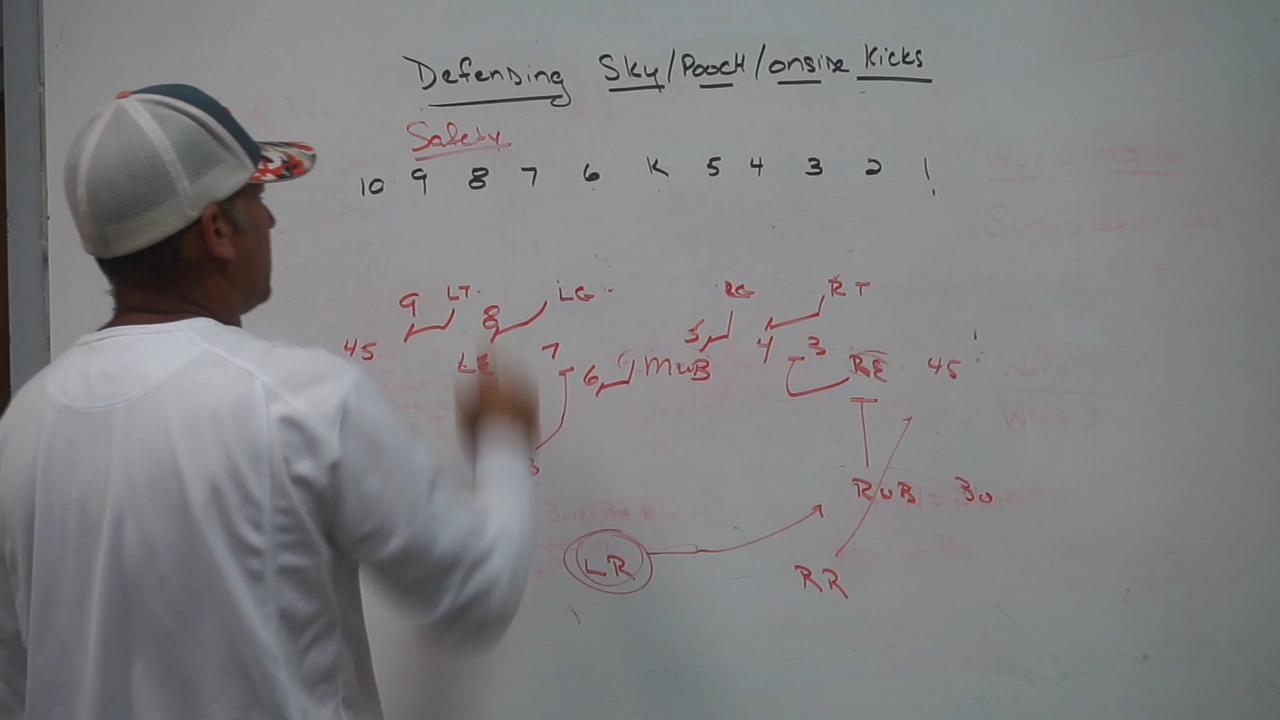 Defending Sky/Pooch/onside Kicks
Safety
10 9 8 7 6 K 5 4 3 2 1
9 LT 8 LG RG RT
45 LE 7 6 MWB 5 4 3 RE 45
RWB 30
LR RR